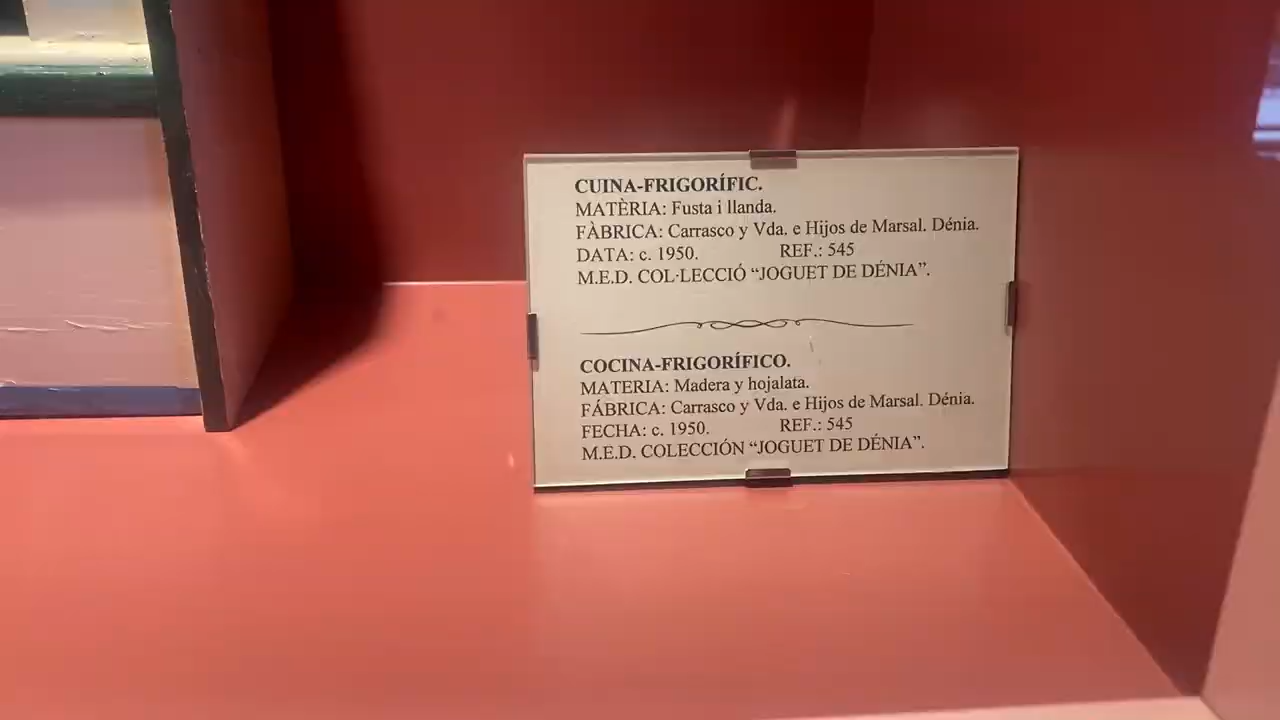 CUINA-FRIGORÍFIC.
MATÈRIA: Fusta i llanda.
FÀBRICA: Carrasco y Vda. e Hijos de Marsal. Dénia.
DATA: c. 1950. REF.: 545
M.E.D. COL·LECCIÓ “JOGUET DE DÉNIA”.
COCINA-FRIGORÍFICO.
MATERIA: Madera y hojalata.
FÁBRICA: Carrasco y Vda. e Hijos de Marsal. Dénia.
FECHA: c. 1950. REF.: 545
M.E.D. COLECCIÓN “JOGUET DE DÉNIA”.